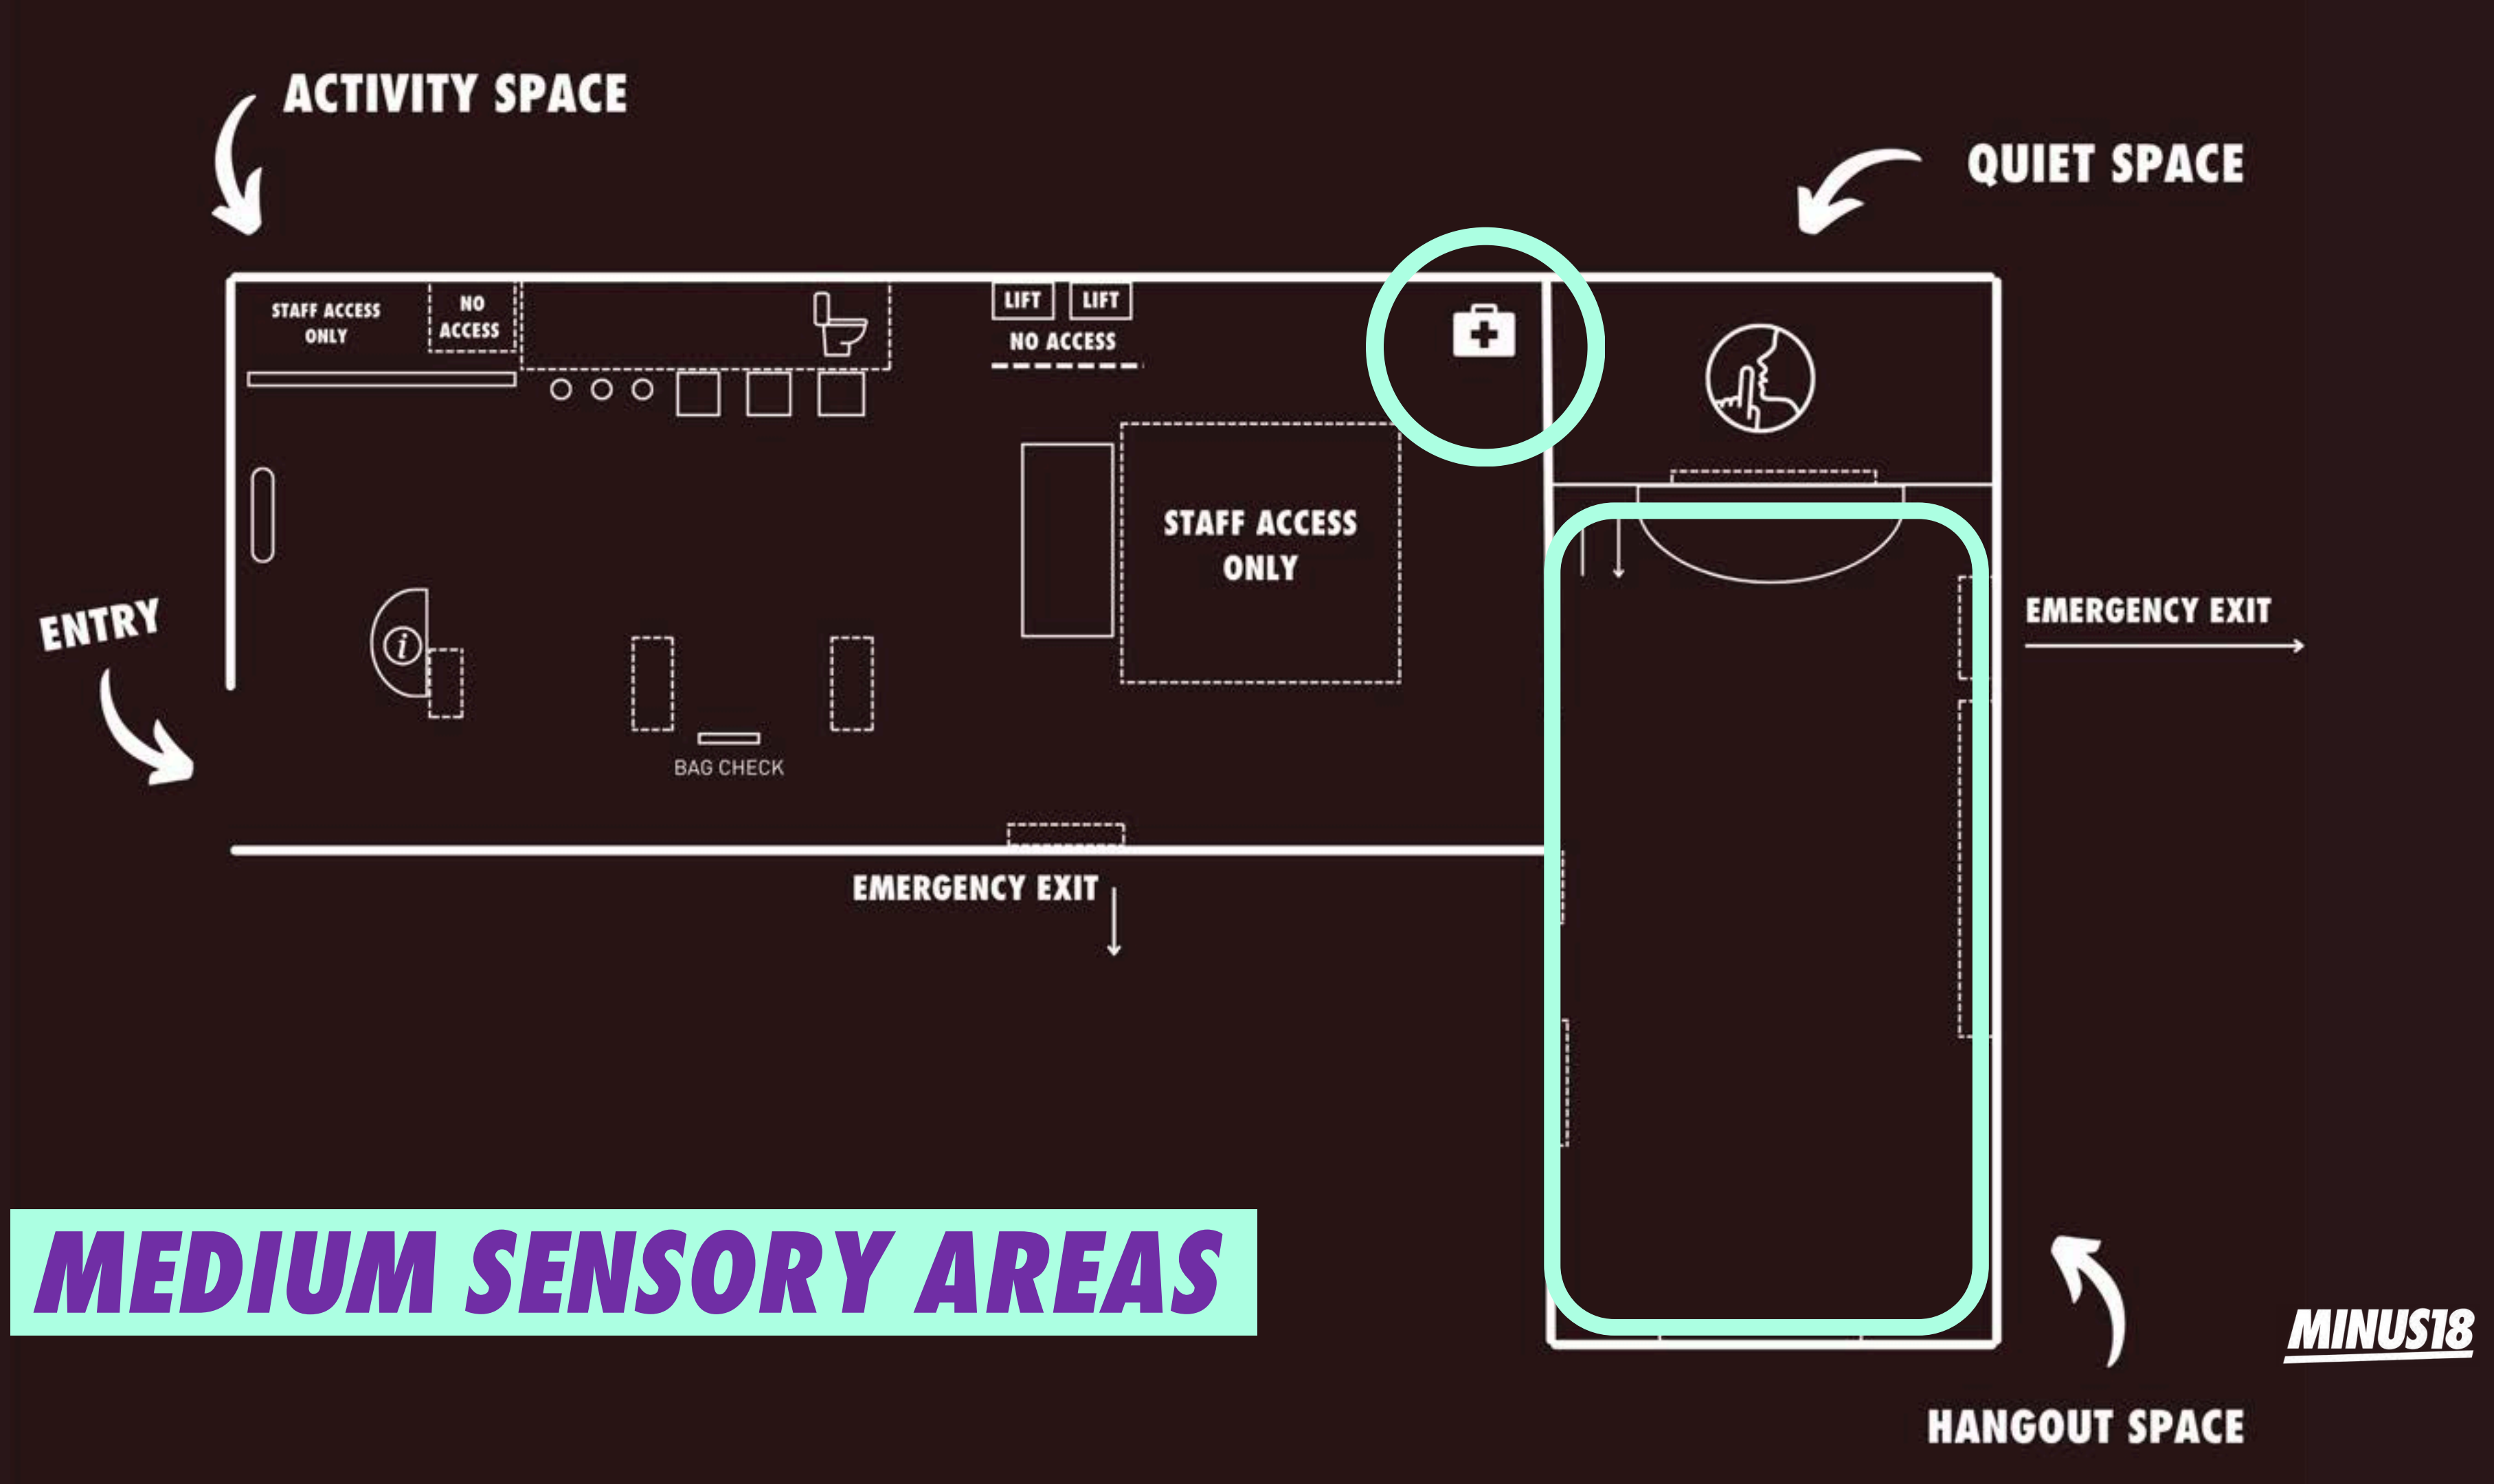 ACTIVITY SPACE
QUIET SPACE
STAFF ACCESS
ONLY
NO
ACCESS
LIFT
LIFT
NO ACCESS
STAFF ACCESS
ONLY
ENTRY
i
EMERGENCY EXIT
BAG CHECK
EMERGENCY EXIT
MEDIUM SENSORY AREAS
MINUS18
HANGOUT SPACE